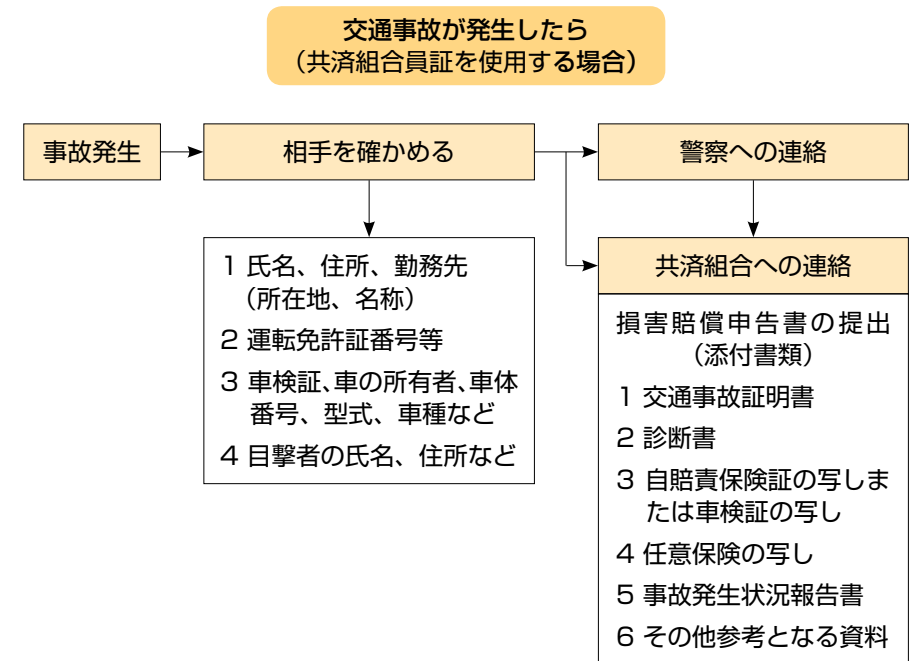 交通事故が発生したら
（共済組合員証を使用する場合）
事故発生
相手を確かめる
警察への連絡
1 氏名、住所、勤務先
（所在地、名称）
2 運転免許証番号等
3 車検証、車の所有者、車体
番号、型式、車種など
4 目撃者の氏名、住所など
共済組合への連絡
損害賠償申告書の提出
（添付書類）
1 交通事故証明書
2 診断書
3 自賠責保険証の写しま
たは車検証の写し
4 任意保険の写し
5 事故発生状況報告書
6 その他参考となる資料